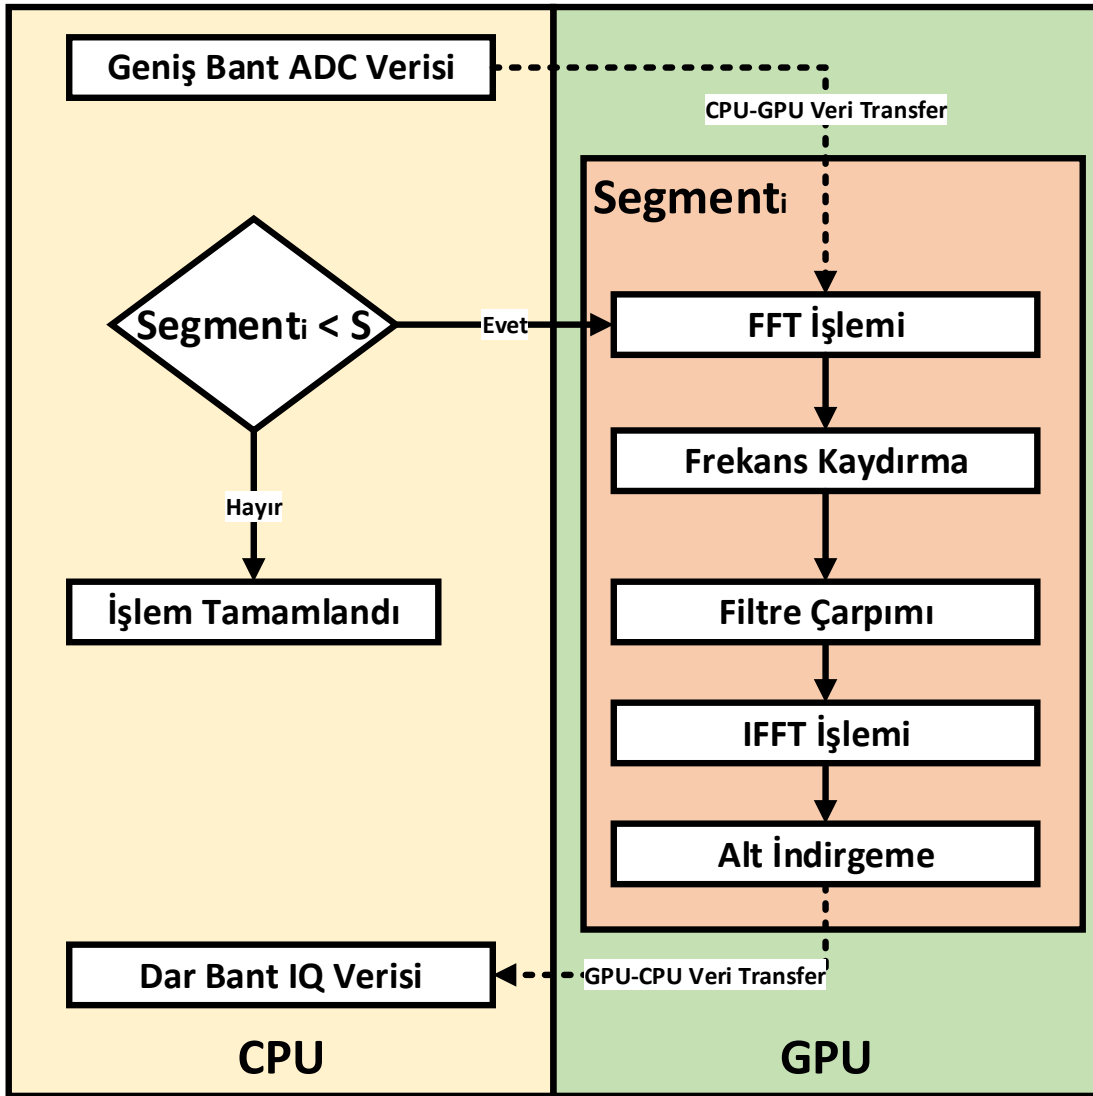 Geniş Bant ADC Verisi
CPU-GPU Veri Transfer
Segmentᵢ
Segmentᵢ < S
Evet
FFT İşlemi
Frekans Kaydırma
Hayır
İşlem Tamamlandı
Filtre Çarpımı
IFFT İşlemi
Alt İndirgeme
Dar Bant IQ Verisi
GPU-CPU Veri Transfer
CPU
GPU